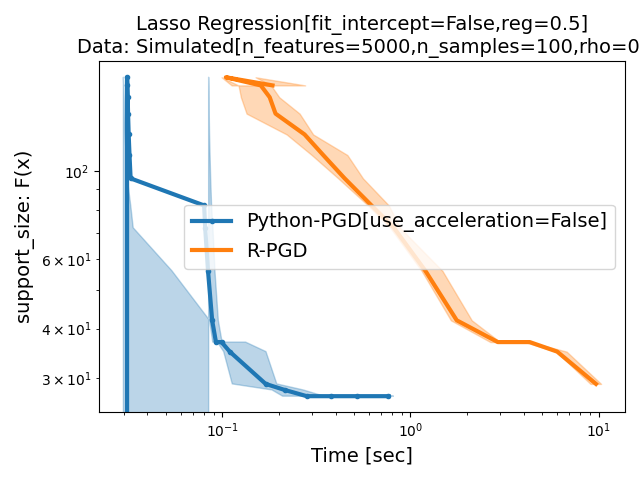 Lasso Regression[fit_intercept=False,reg=0.5]
Data: Simulated[n_features=5000,n_samples=100,rho=0
support_size: F(x)
10²
6 × 10¹
4 × 10¹
3 × 10¹
Python-PGD[use_acceleration=False]
R-PGD
10⁻¹ 10⁰ 10¹
Time [sec]